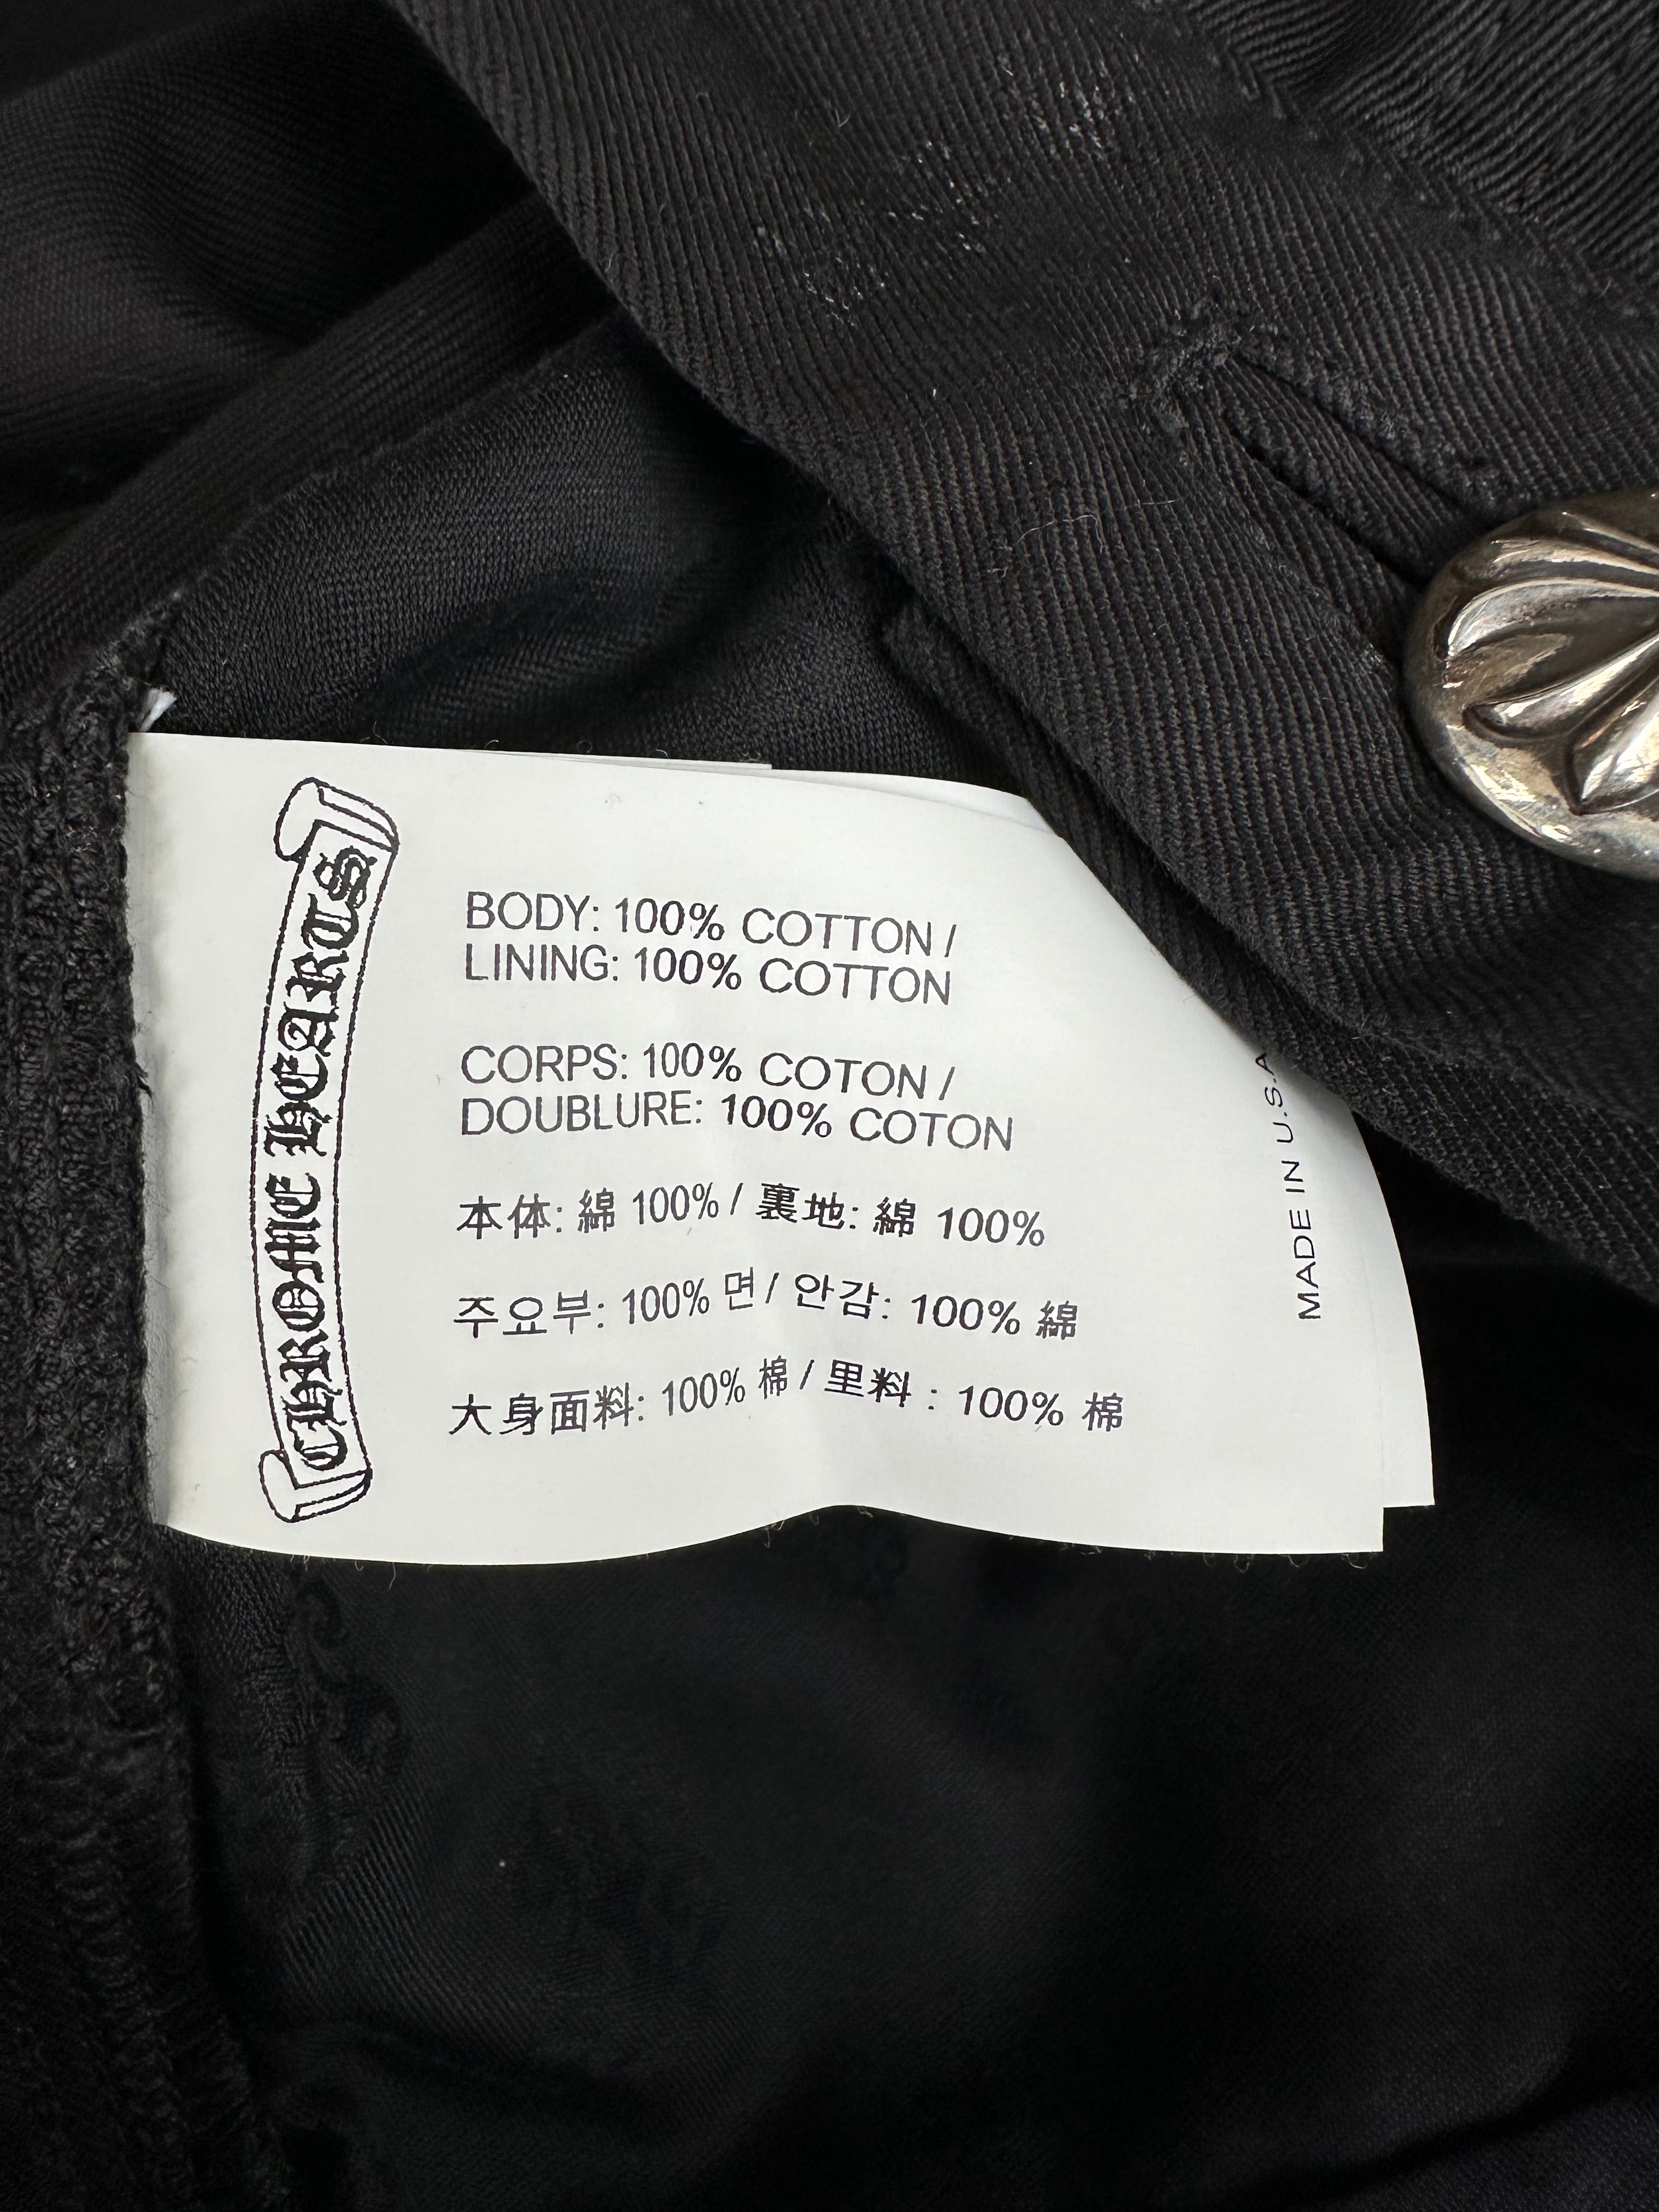 CHROME HEARTS
BODY: 100% COTTON /
LINING: 100% COTTON
CORPS: 100% COTON /
DOUBLURE: 100% COTON
本体: 綿 100% / 裏地: 綿 100%
주요부: 100% 면 / 안감: 100% 綿
大身面料: 100% 棉 / 里料 : 100% 棉
MADE IN U.S.A